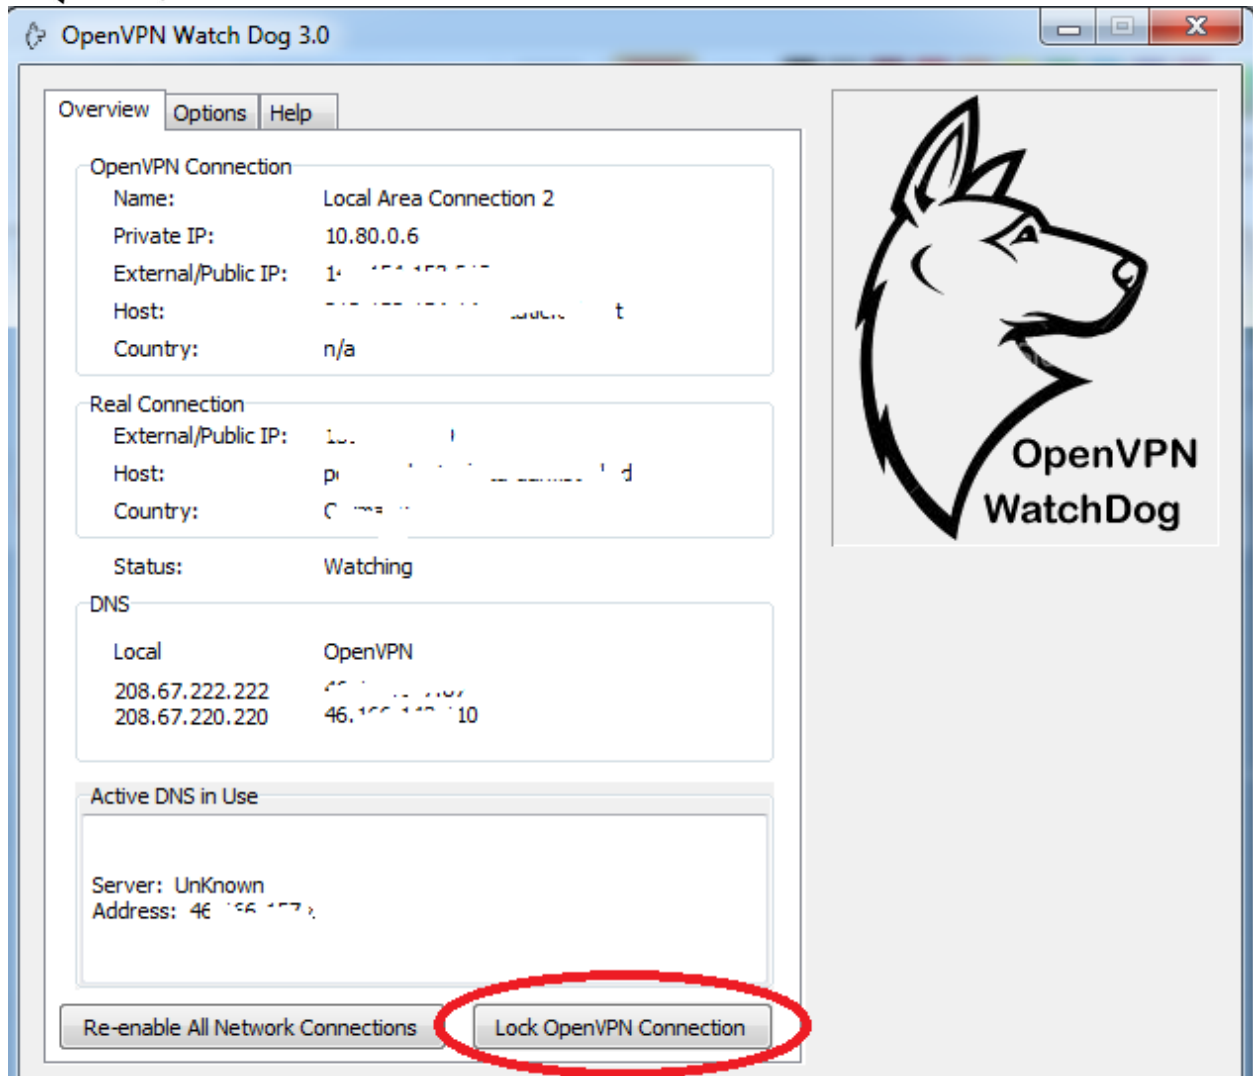 OpenVPN Watch Dog 3.0
Overview Options Help
OpenVPN Connection
Name: Local Area Connection 2
Private IP: 10.80.0.6
External/Public IP:
Host:
Country: n/a
Real Connection
External/Public IP:
Host:
Country:
Status: Watching
DNS
Local OpenVPN
208.67.222.222
208.67.220.220
Active DNS in Use
Server: UnKnown
Address:
Re-enable All Network Connections Lock OpenVPN Connection
OpenVPN
WatchDog